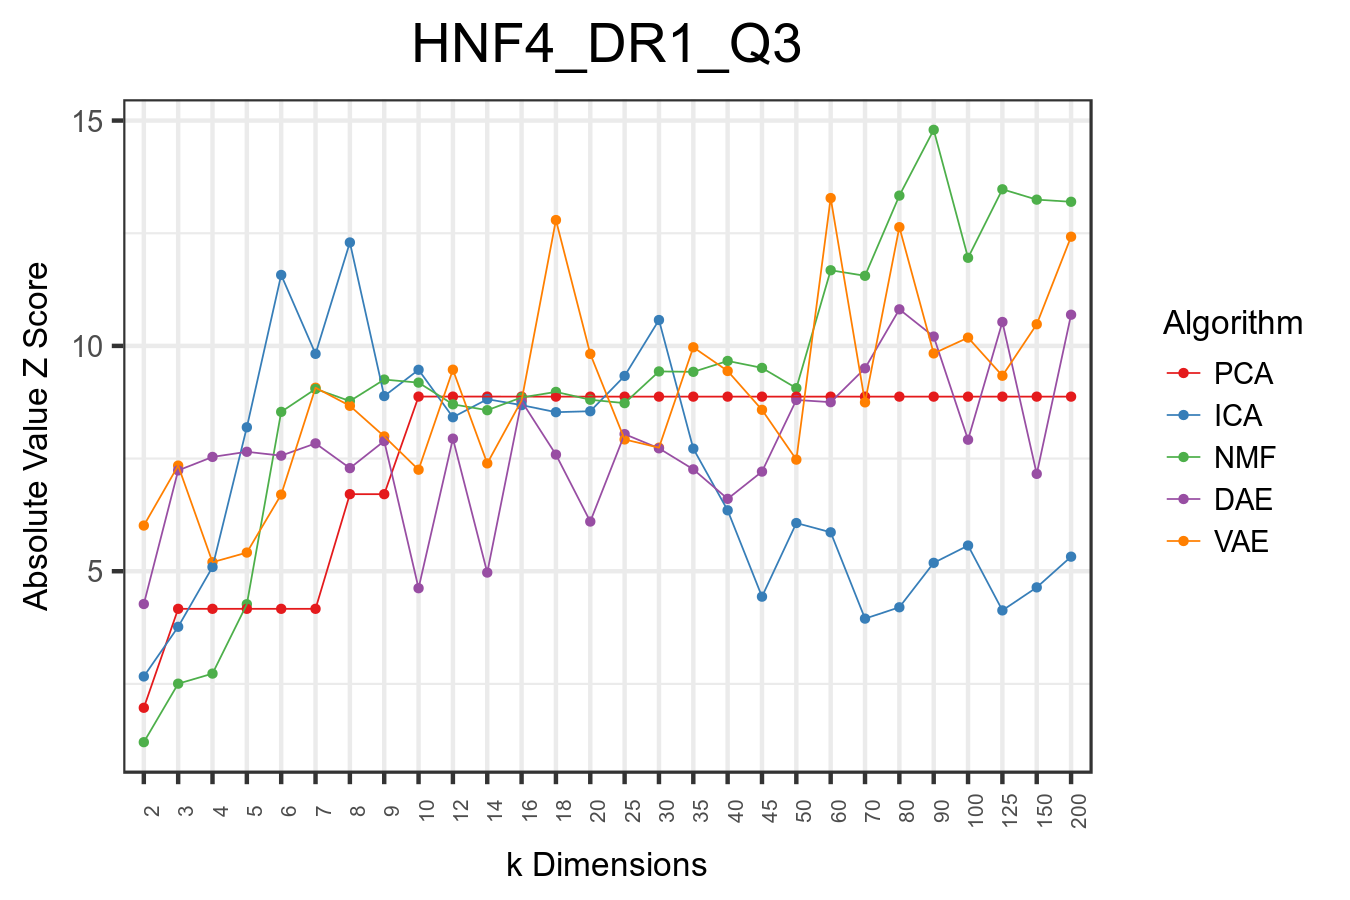 HNF4_DR1_Q3
Absolute Value Z Score
15
10
5
2 3 4 5 6 7 8 9 10 12 14 16 18 20 25 30 35 40 45 50 60 70 80 90 100 125 150 200
k Dimensions
Algorithm
PCA
ICA
NMF
DAE
VAE